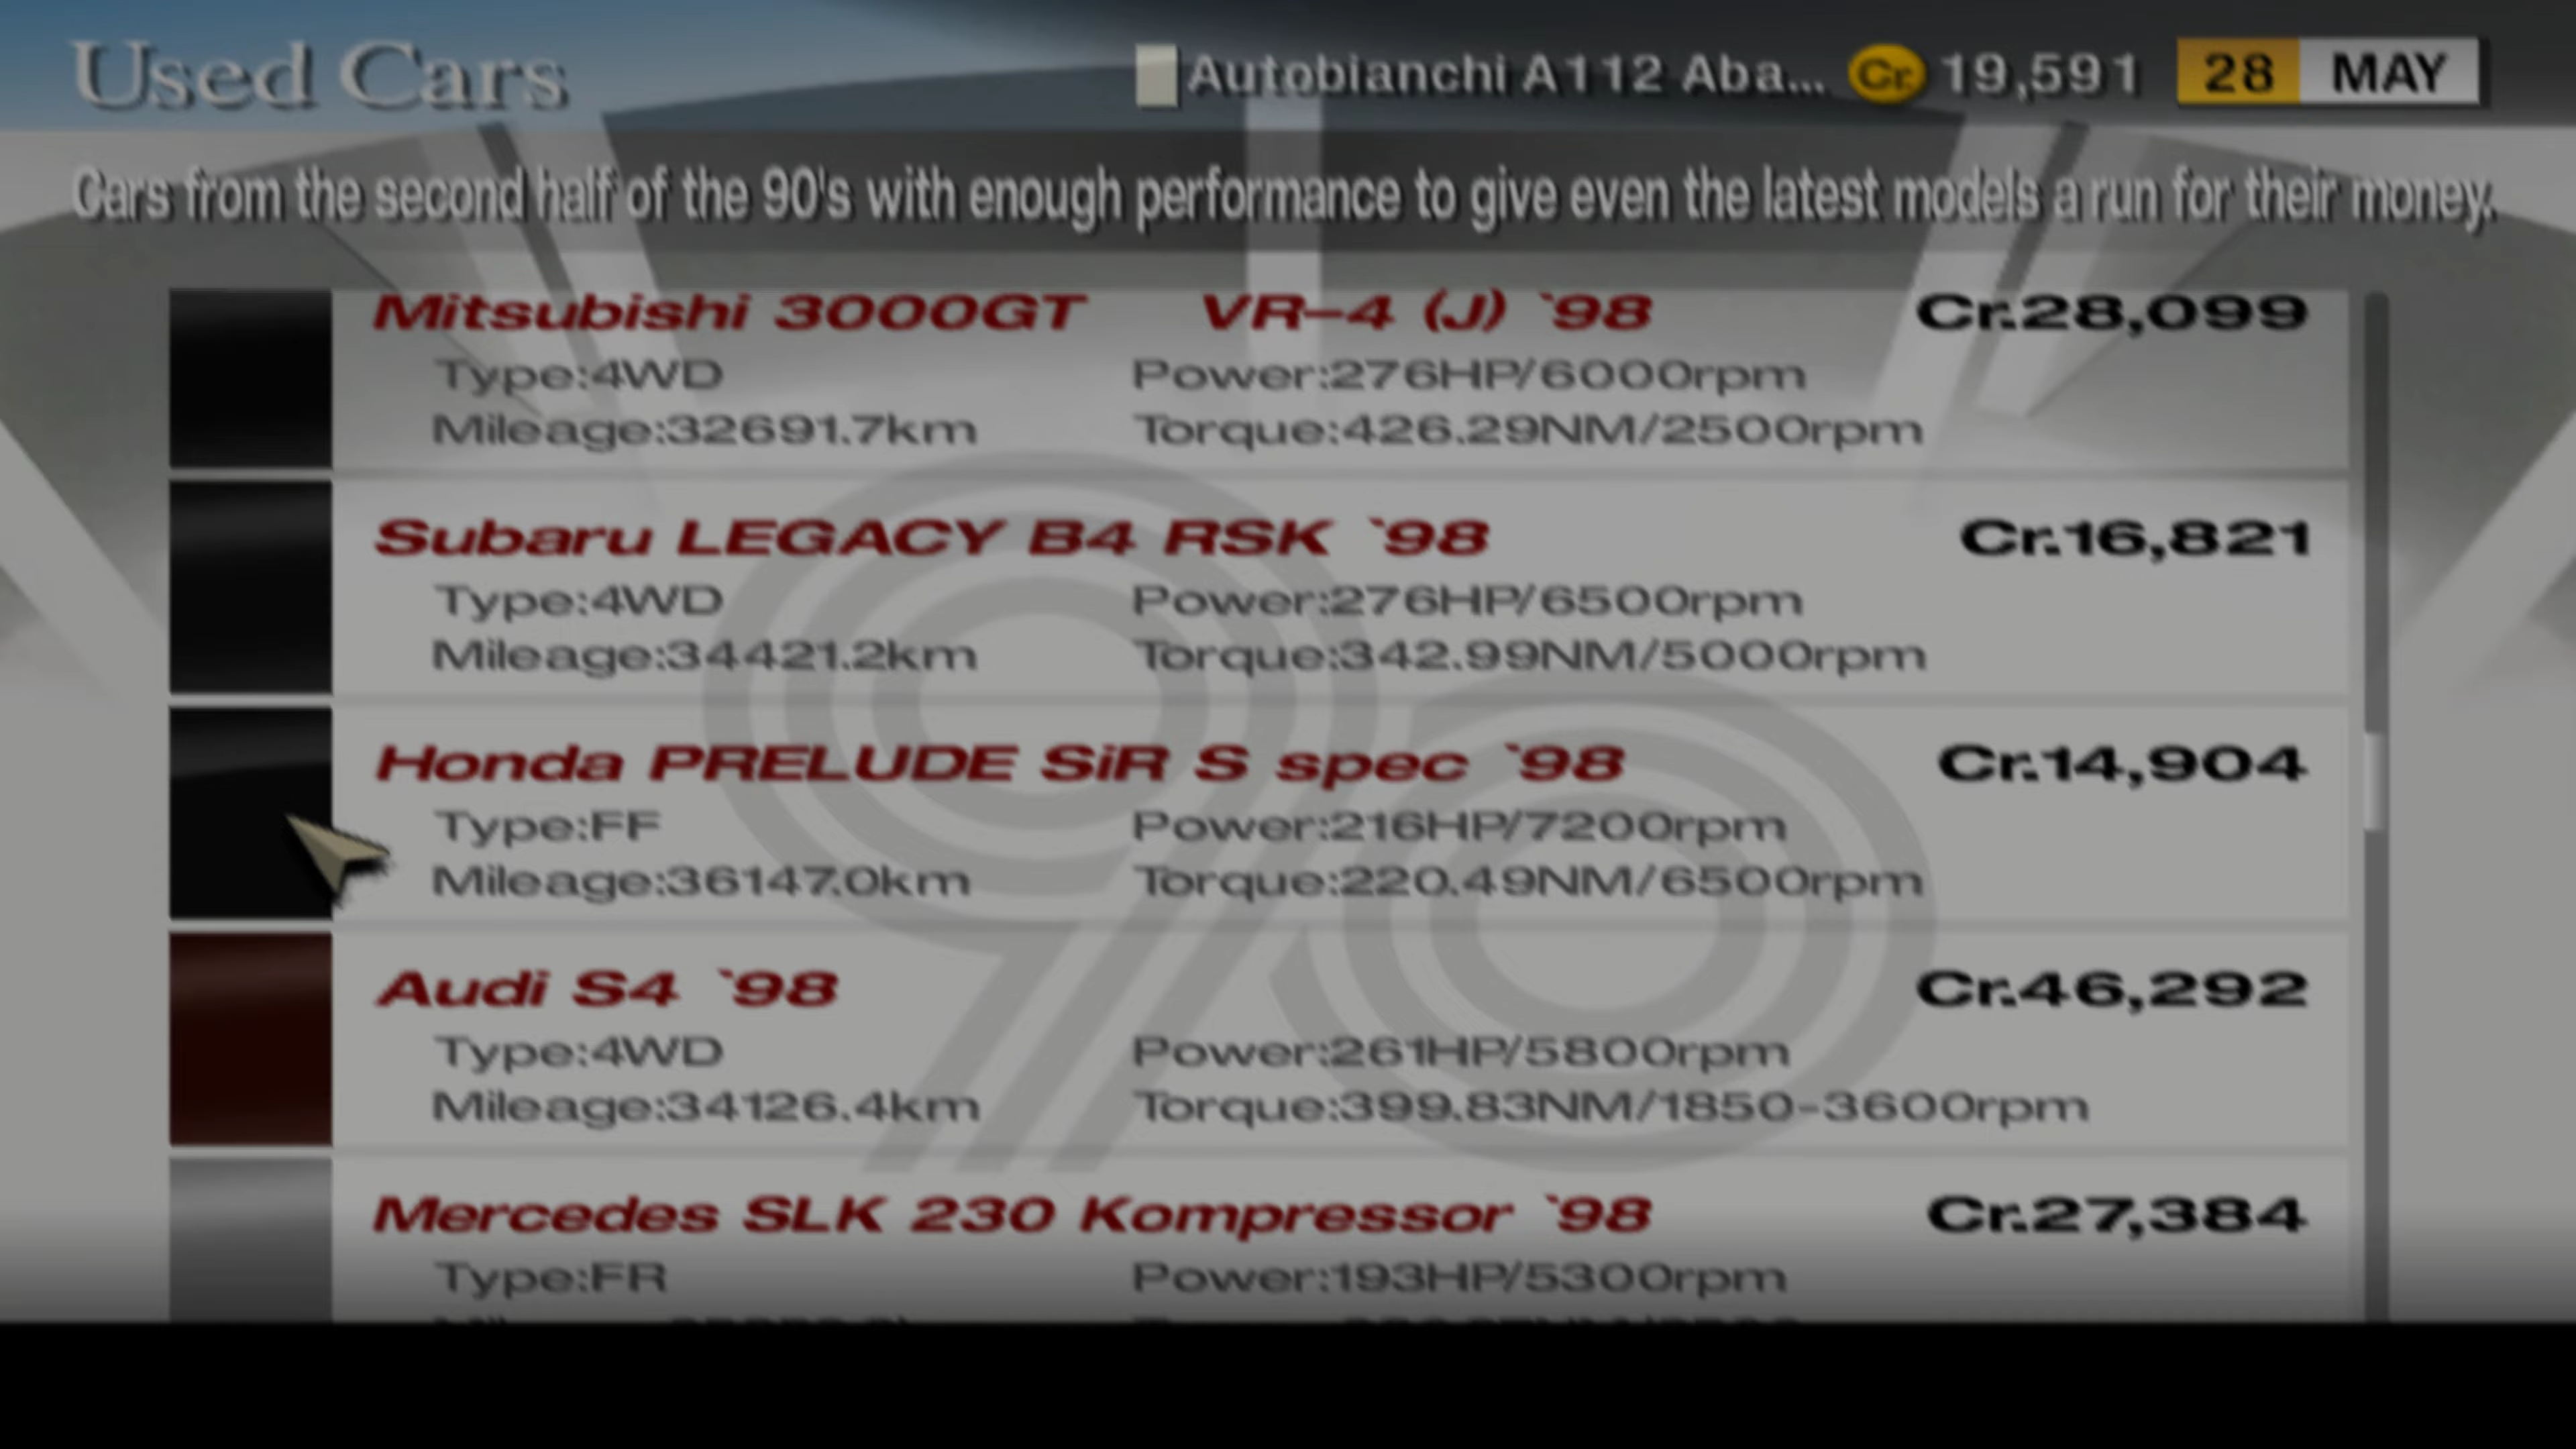 Used Cars
Autobianchi A112 Aba... Cr. 19,591 28 MAY
Cars from the second half of the 90's with enough performance to give even the latest models a run for their money.
Mitsubishi 3000GT VR-4 (J) `98 Cr.28,099
Type:4WD Power:276HP/6000rpm
Mileage:32691.7km Torque:426.29NM/2500rpm
Subaru LEGACY B4 RSK `98 Cr.16,821
Type:4WD Power:276HP/6500rpm
Mileage:34421.2km Torque:342.99NM/5000rpm
Honda PRELUDE SiR S spec `98 Cr.14,904
Type:FF Power:216HP/7200rpm
Mileage:36147.0km Torque:220.49NM/6500rpm
Audi S4 `98 Cr.46,292
Type:4WD Power:261HP/5800rpm
Mileage:34126.4km Torque:399.83NM/1850-3600rpm
Mercedes SLK 230 Kompressor `98 Cr.27,384
Type:FR Power:193HP/5300rpm